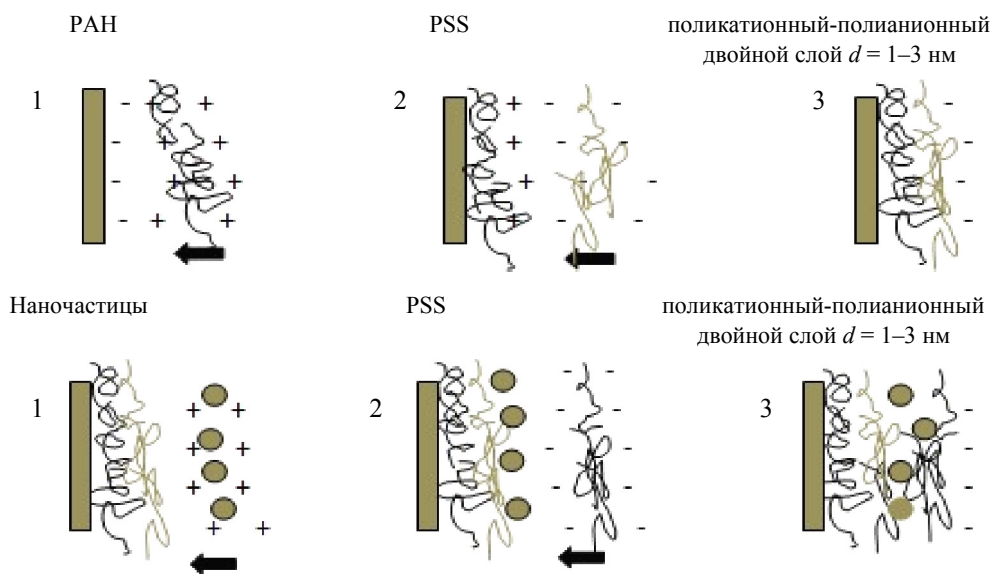 PAH
PSS
поликатионный-полианионный
двойной слой d = 1–3 нм
1
2
3
Наночастицы
PSS
поликатионный-полианионный
двойной слой d = 1–3 нм
1
2
3